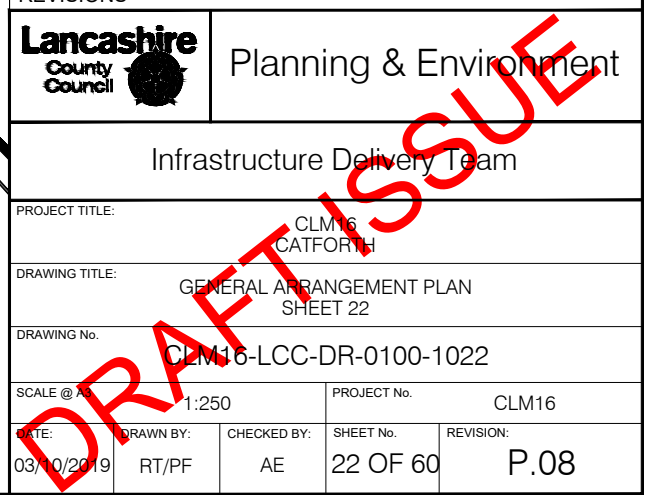 REVISIONS
Lancashire
County
Council
Planning & Environment
Infrastructure Delivery Team
PROJECT TITLE:
CLM16
CATFORTH
DRAWING TITLE:
GENERAL ARRANGEMENT PLAN
SHEET 22
DRAWING No.
CLM16-LCC-DR-0100-1022
SCALE @ A3
1:250
PROJECT No.
CLM16
DATE:
03/10/2019
DRAWN BY:
RT/PF
CHECKED BY:
AE
SHEET No.
22 OF 60
REVISION:
P.08
DRAFT ISSUE